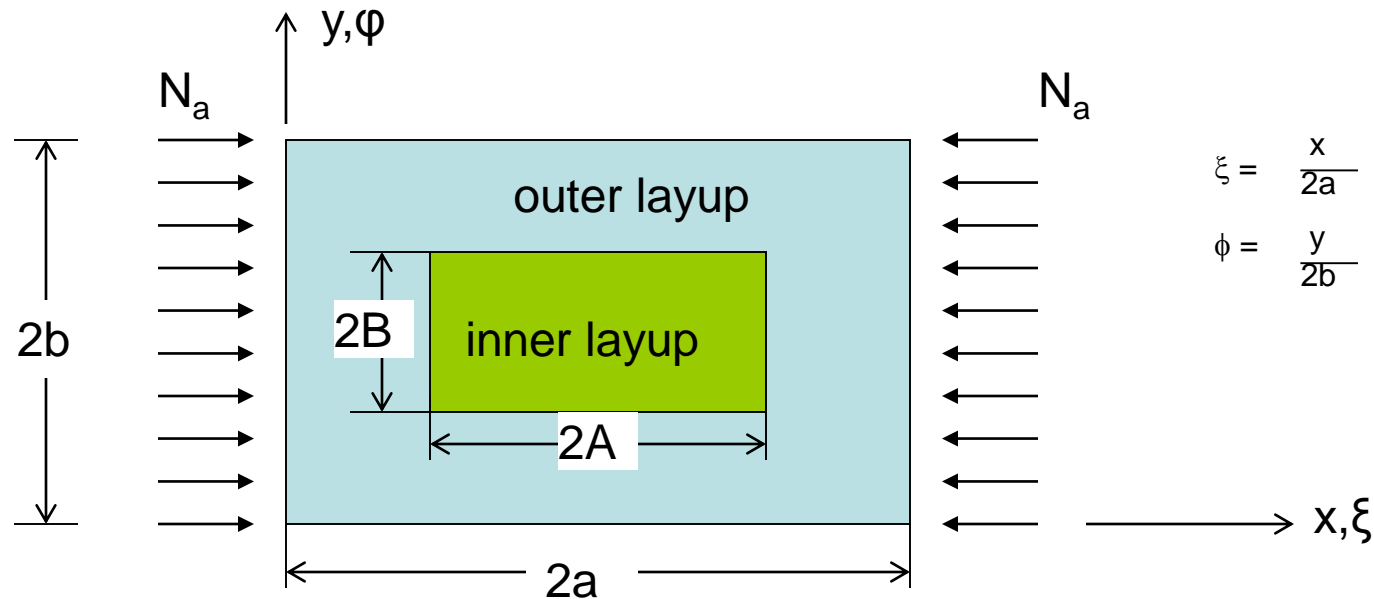 y,φ
Nₐ
Nₐ
ξ = x/2a
outer layup
ϕ = y/2b
2b
2B
inner layup
2A
x,ξ
2a